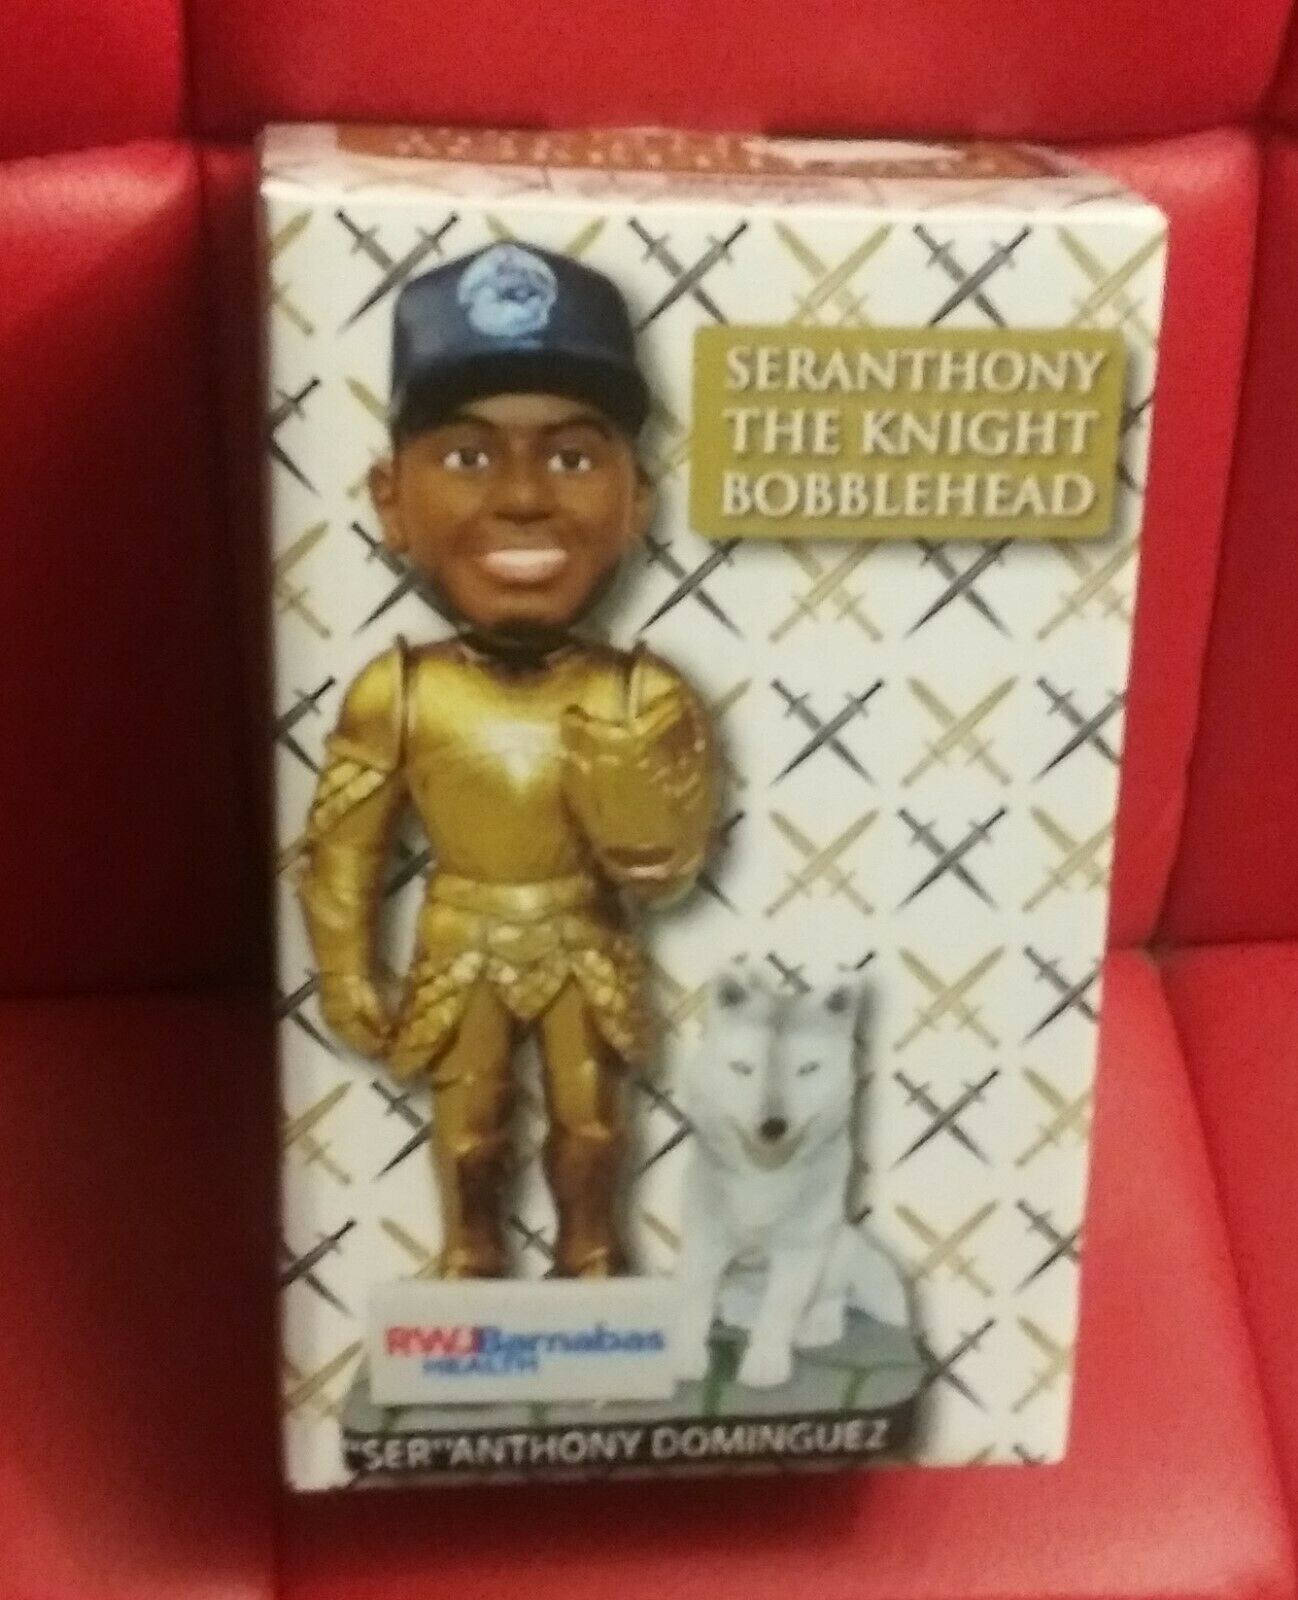 SERANTHONY
THE KNIGHT
BOBBLEHEAD
RWJBarnabas
HEALTH
"SER"ANTHONY DOMINGUEZ